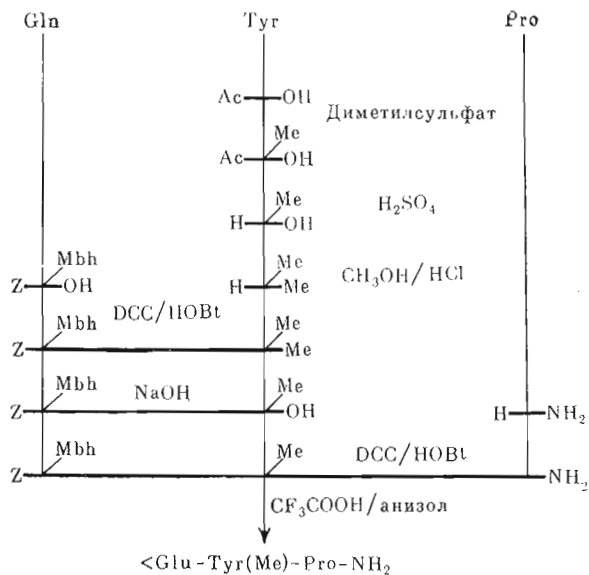 Gln Tyr Pro
Ac OH
Диметилсульфат
Me
Ac OH
Me
H OH H₂SO₄
Mbh Me
Z OH H Me CH₃OH/HCl
DCC/HOBt
Mbh Me
Z Me
Mbh NaOH Me
Z OH H NH₂
Mbh Me DCC/HOBt
Z NH₂
CF₃COOH/анизол
<Glu-Tyr(Me)-Pro-NH₂